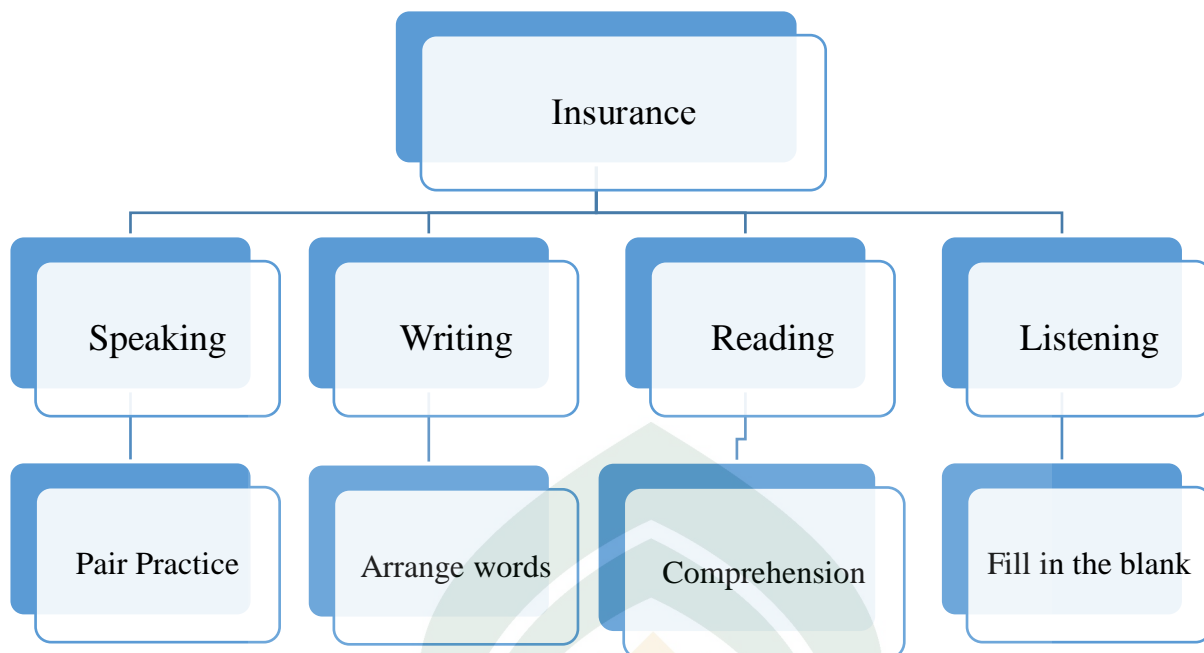 Insurance
Speaking
Writing
Reading
Listening
Pair Practice
Arrange words
Comprehension
Fill in the blank